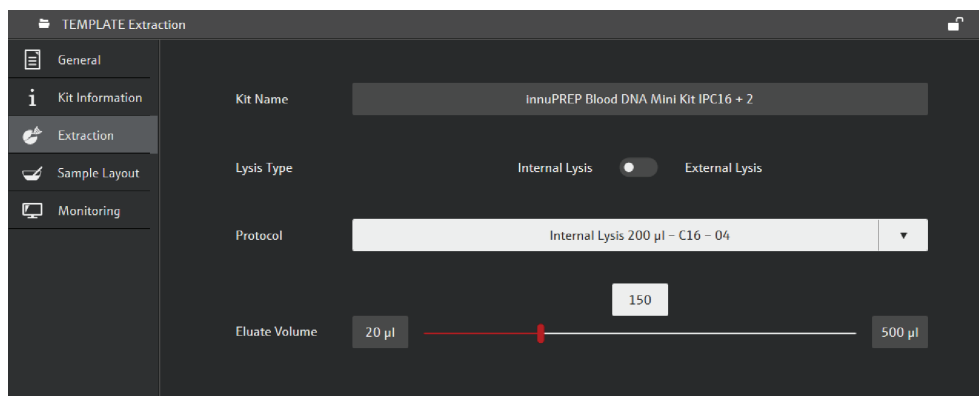 TEMPLATE Extraction
General
Kit Information
Extraction
Sample Layout
Monitoring
Kit Name
innuPREP Blood DNA Mini Kit IPC16 + 2
Lysis Type
Internal Lysis
External Lysis
Protocol
Internal Lysis 200 µl – C16 – 04
150
Eluate Volume
20 µl
500 µl